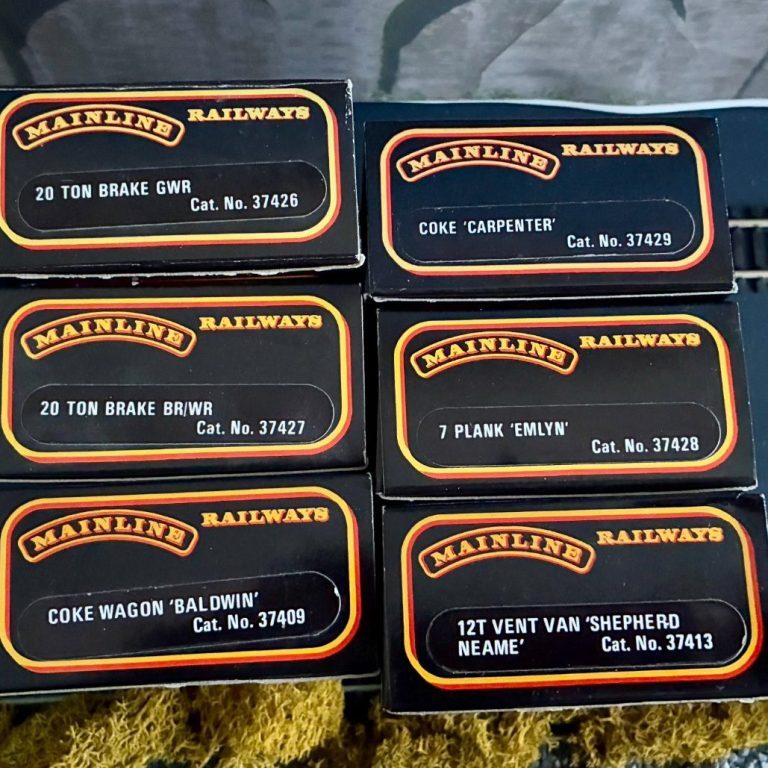 MAINLINE RAILWAYS
20 TON BRAKE GWR
Cat. No. 37426
MAINLINE RAILWAYS
COKE 'CARPENTER'
Cat. No. 37429
MAINLINE RAILWAYS
20 TON BRAKE BR/WR
Cat. No. 37427
MAINLINE RAILWAYS
7 PLANK 'EMLYN'
Cat. No. 37428
MAINLINE RAILWAYS
COKE WAGON 'BALDWIN'
Cat. No. 37409
MAINLINE RAILWAYS
12T VENT VAN 'SHEPHERD
NEAME' Cat. No. 37413